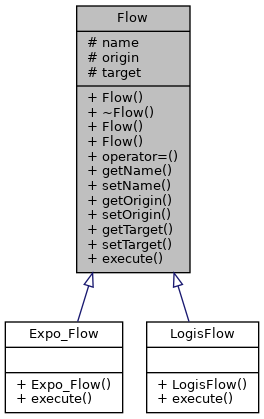 Flow
# name
# origin
# target
+ Flow()
+ ~Flow()
+ Flow()
+ Flow()
+ operator=()
+ getName()
+ setName()
+ getOrigin()
+ setOrigin()
+ getTarget()
+ setTarget()
+ execute()
Expo_Flow
+ Expo_Flow()
+ execute()
LogisFlow
+ LogisFlow()
+ execute()